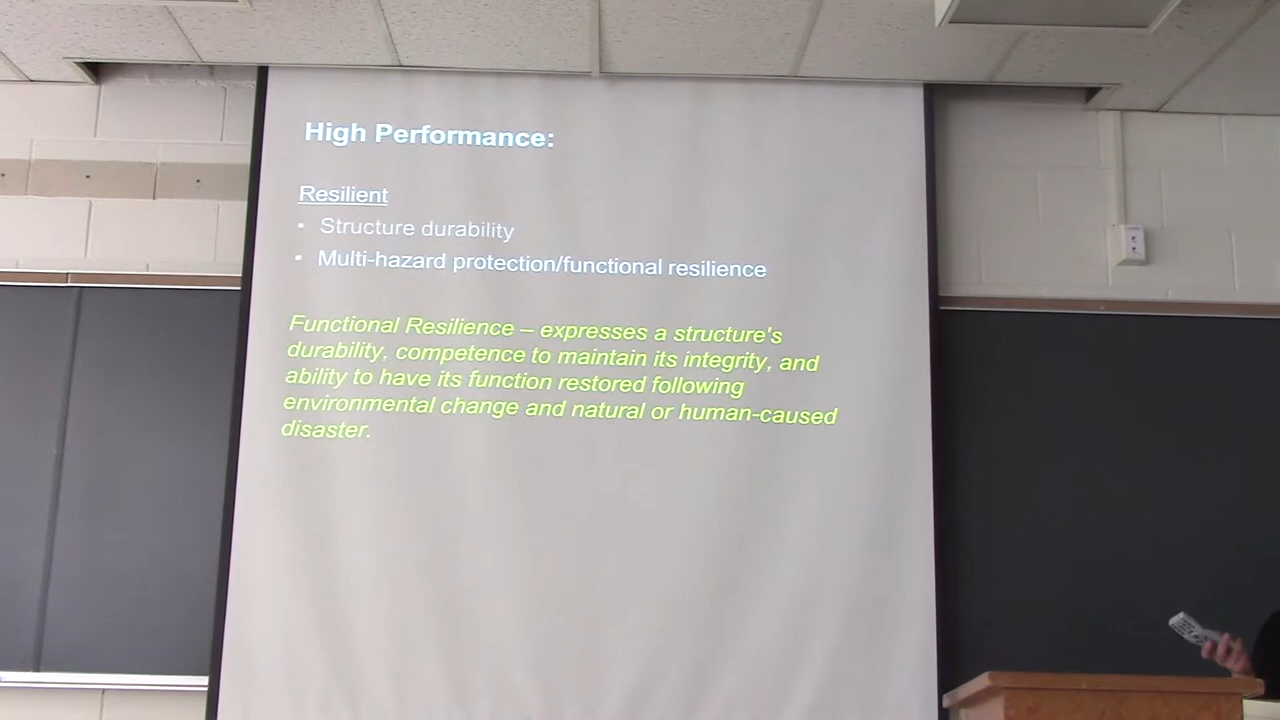 High Performance:
Resilient
• Structure durability
• Multi-hazard protection/functional resilience
Functional Resilience – expresses a structure's
durability, competence to maintain its integrity, and
ability to have its function restored following
environmental change and natural or human-caused
disaster.